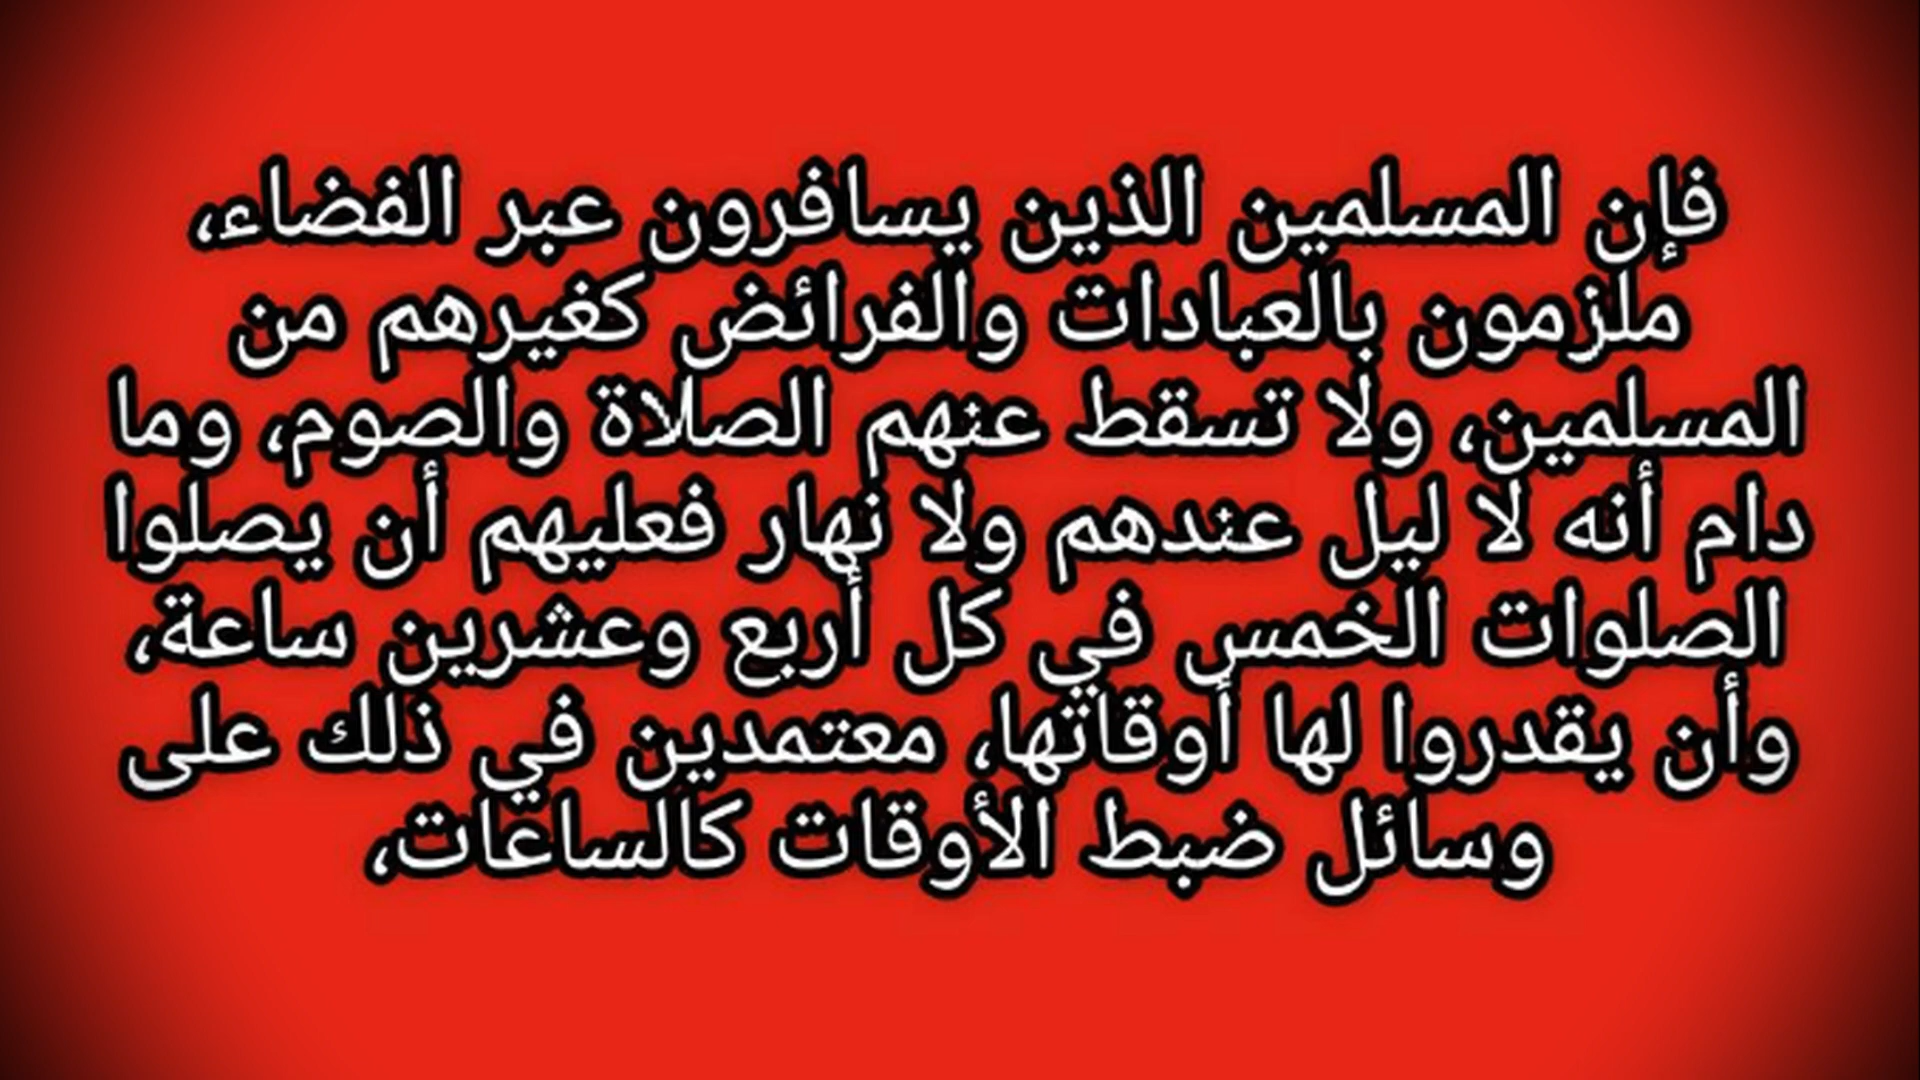 فإن المسلمين الذين يسافرون عبر الفضاء،
ملزمون بالعبادات والفرائض كغيرهم من
المسلمين، ولا تسقط عنهم الصلاة والصوم، وما
دام أنه لا ليل عندهم ولا نهار فعليهم أن يصلوا
الصلوات الخمس في كل أربع وعشرين ساعة،
وأن يقدروا لها أوقاتها، معتمدين في ذلك على
وسائل ضبط الأوقات كالساعات،